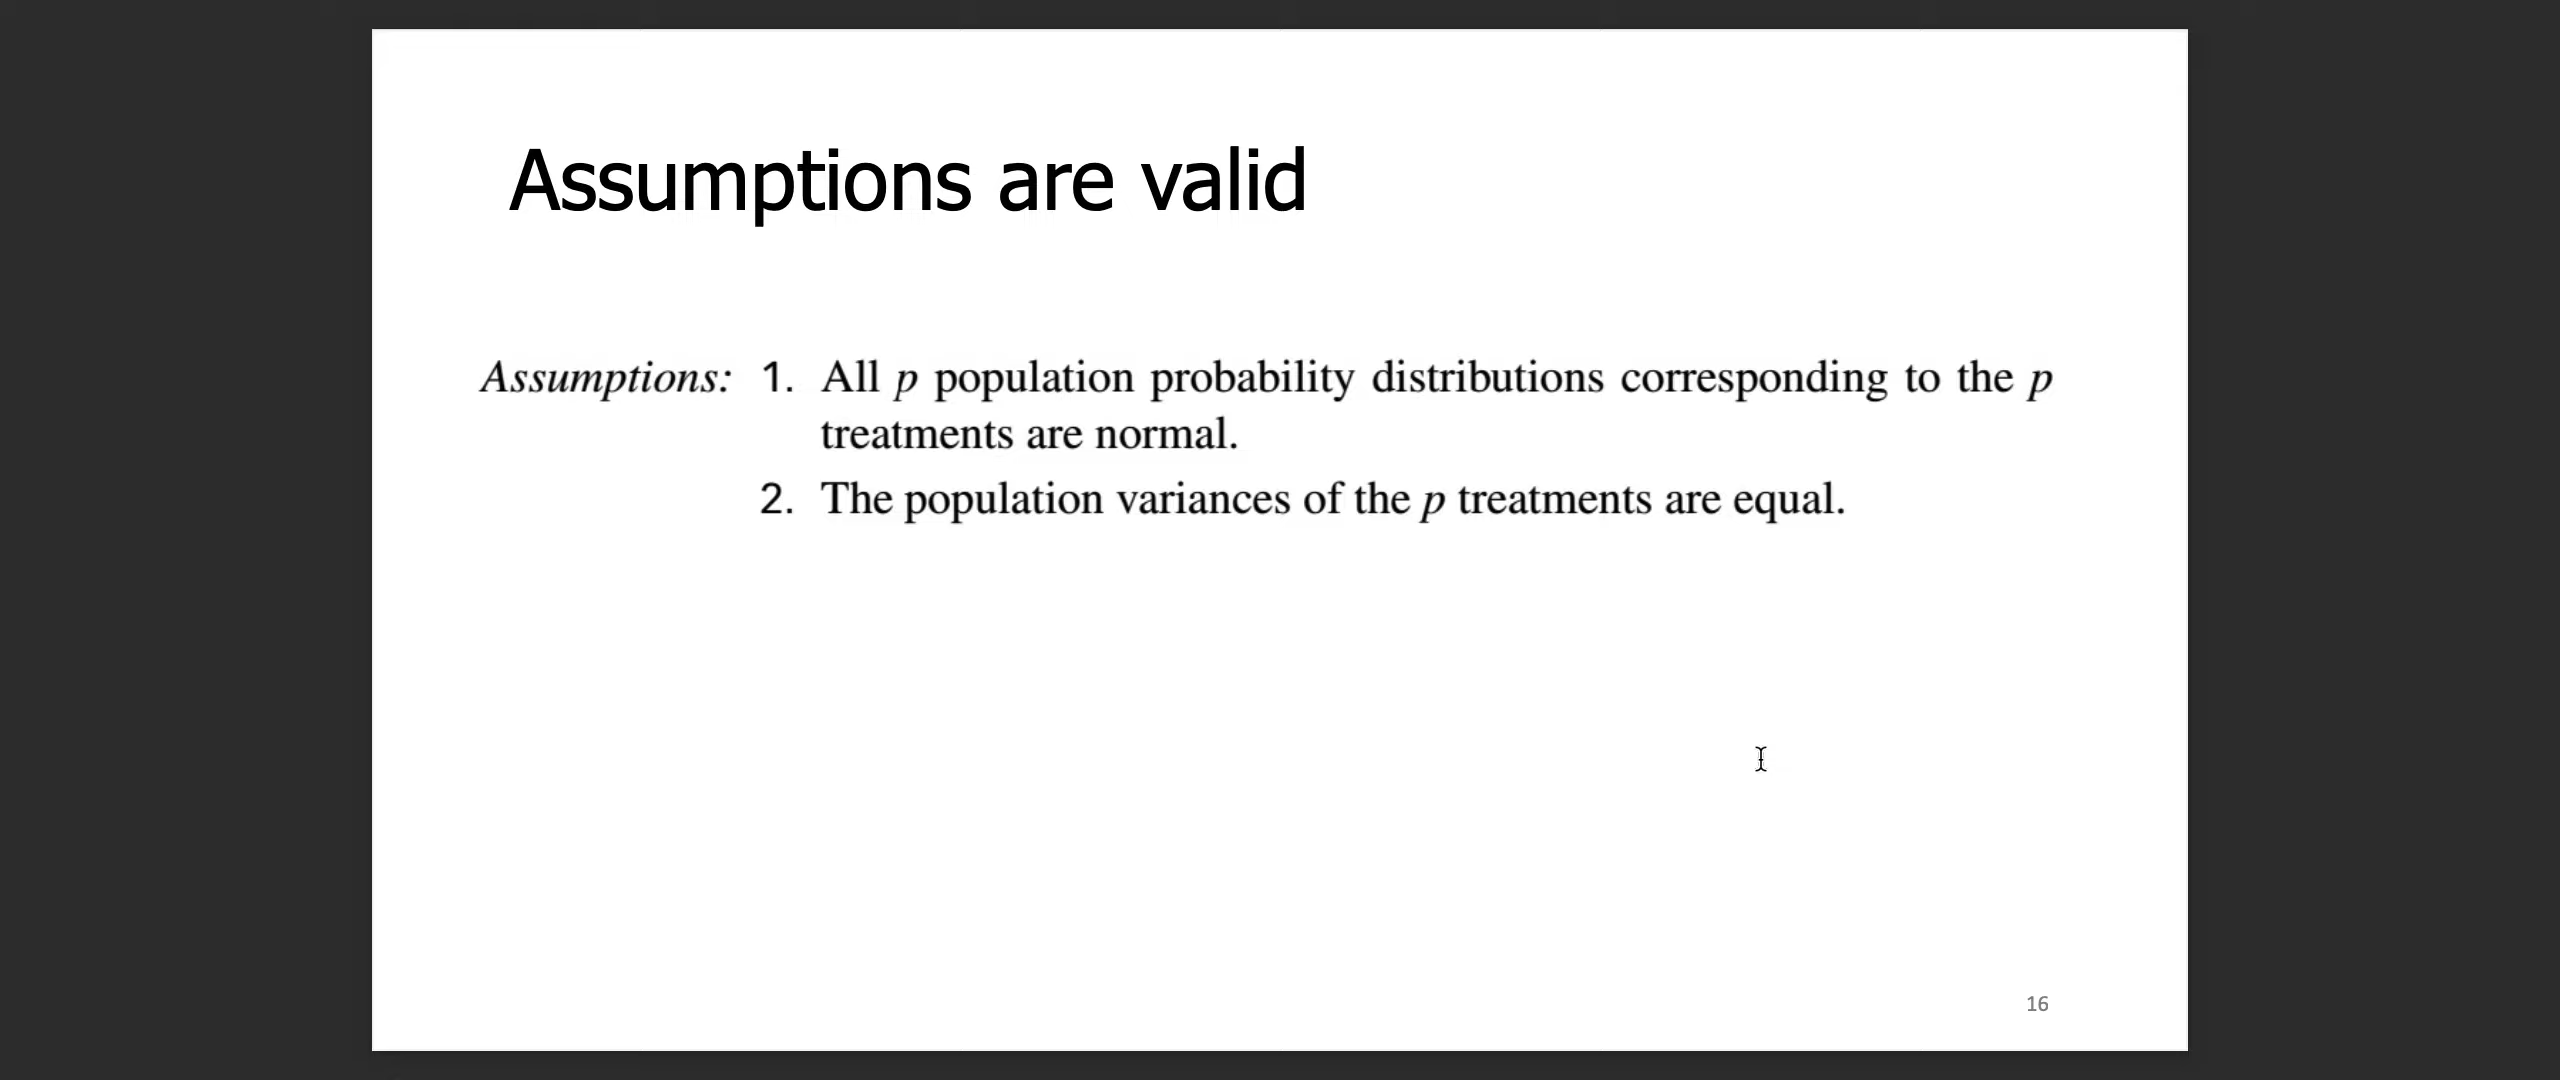 Assumptions are valid
Assumptions: 1. All p population probability distributions corresponding to the p
treatments are normal.
2. The population variances of the p treatments are equal.
16